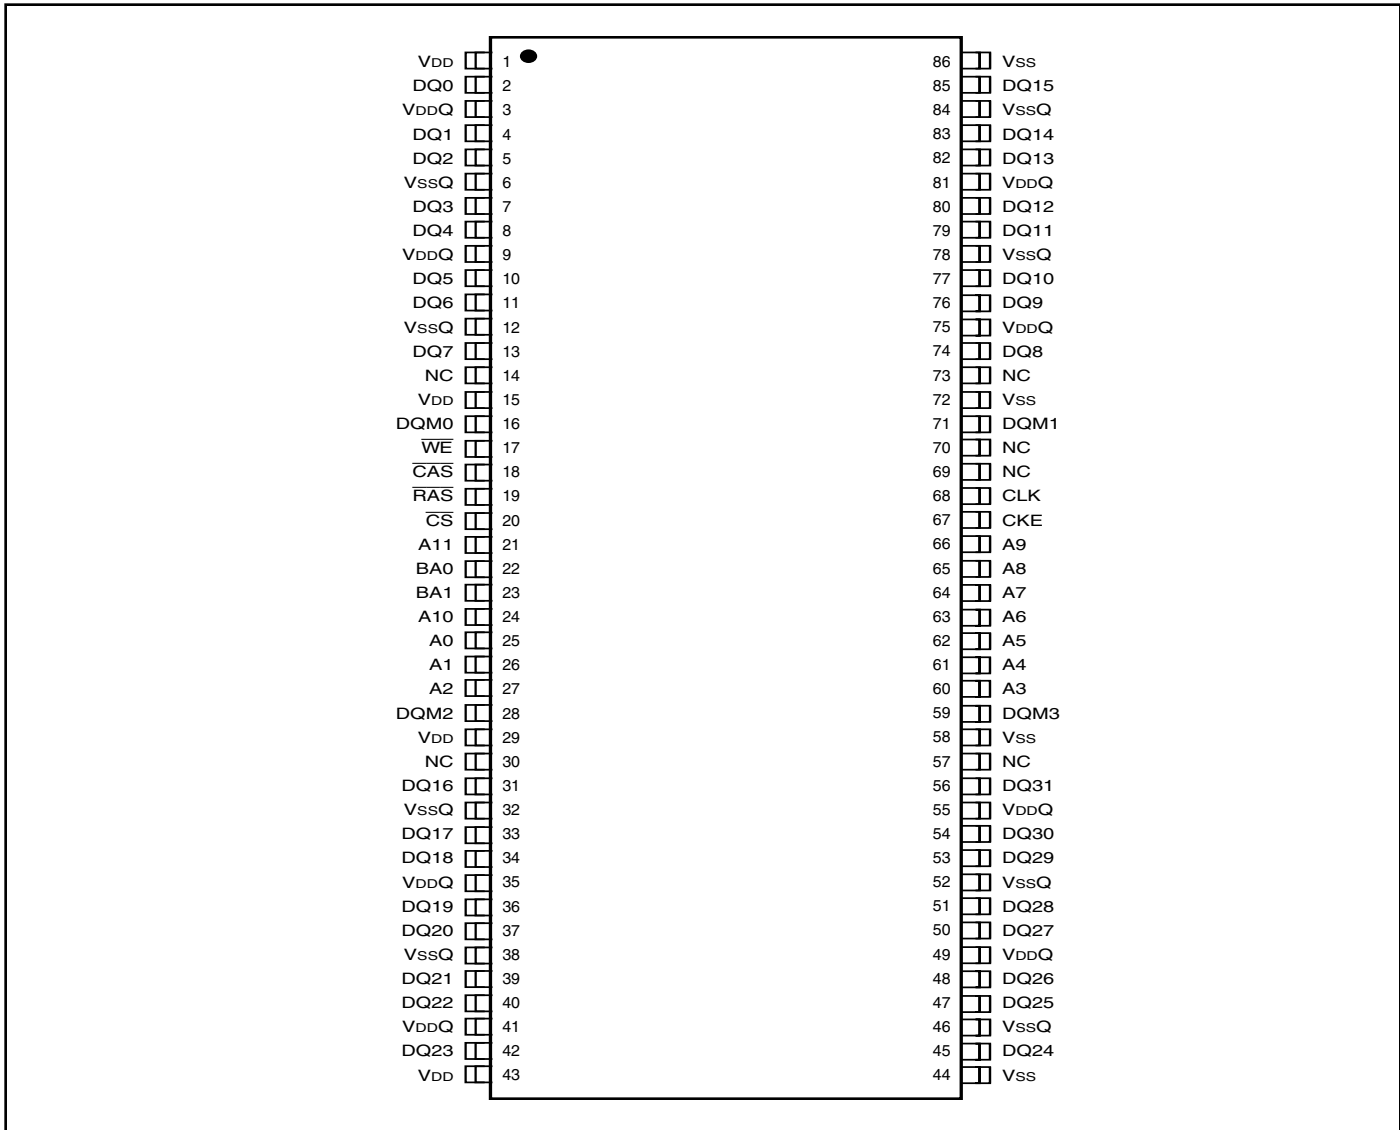 VDD 1 86 VSS
DQ0 2 85 DQ15
VDDQ 3 84 VSSQ
DQ1 4 83 DQ14
DQ2 5 82 DQ13
VSSQ 6 81 VDDQ
DQ3 7 80 DQ12
DQ4 8 79 DQ11
VDDQ 9 78 VSSQ
DQ5 10 77 DQ10
DQ6 11 76 DQ9
VSSQ 12 75 VDDQ
DQ7 13 74 DQ8
NC 14 73 NC
VDD 15 72 VSS
DQM0 16 71 DQM1
W̅E̅ 17 70 NC
C̅A̅S̅ 18 69 NC
R̅A̅S̅ 19 68 CLK
C̅S̅ 20 67 CKE
A11 21 66 A9
BA0 22 65 A8
BA1 23 64 A7
A10 24 63 A6
A0 25 62 A5
A1 26 61 A4
A2 27 60 A3
DQM2 28 59 DQM3
VDD 29 58 VSS
NC 30 57 NC
DQ16 31 56 DQ31
VSSQ 32 55 VDDQ
DQ17 33 54 DQ30
DQ18 34 53 DQ29
VDDQ 35 52 VSSQ
DQ19 36 51 DQ28
DQ20 37 50 DQ27
VSSQ 38 49 VDDQ
DQ21 39 48 DQ26
DQ22 40 47 DQ25
VDDQ 41 46 VSSQ
DQ23 42 45 DQ24
VDD 43 44 VSS